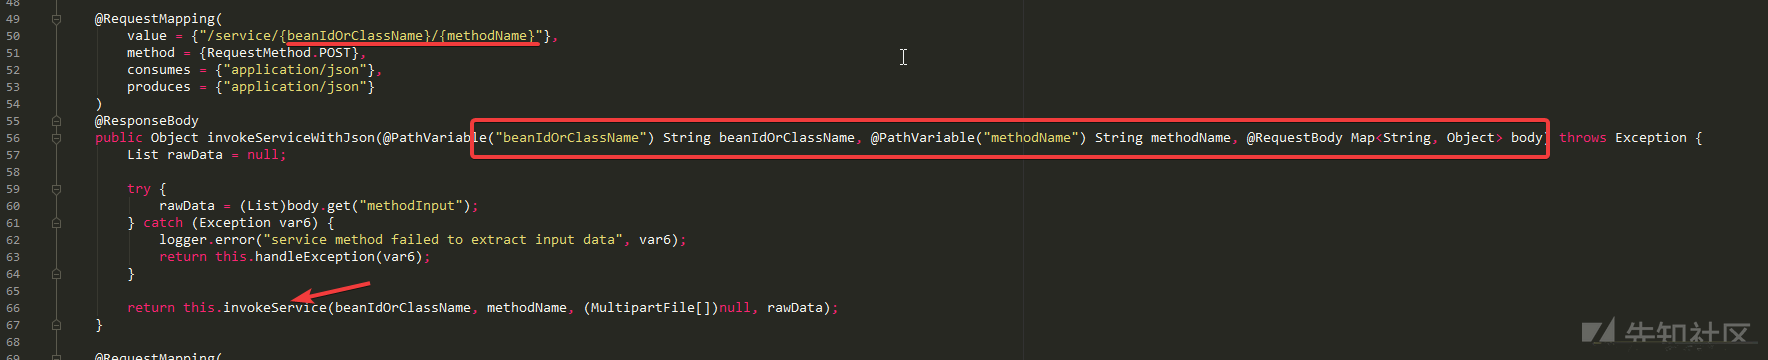 48
49 @RequestMapping(
50 value = {"/service/{beanIdOrClassName}/{methodName}"},
51 method = {RequestMethod.POST},
52 consumes = {"application/json"},
53 produces = {"application/json"}
54 )
55 @ResponseBody
56 public Object invokeServiceWithJson(@PathVariable("beanIdOrClassName") String beanIdOrClassName, @PathVariable("methodName") String methodName, @RequestBody Map<String, Object> body) throws Exception {
57 List rawData = null;
58
59 try {
60 rawData = (List)body.get("methodInput");
61 } catch (Exception var6) {
62 logger.error("service method failed to extract input data", var6);
63 return this.handleException(var6);
64 }
65
66 return this.invokeService(beanIdOrClassName, methodName, (MultipartFile[])null, rawData);
67 }
68
69 @RequestMapping(
先知社区